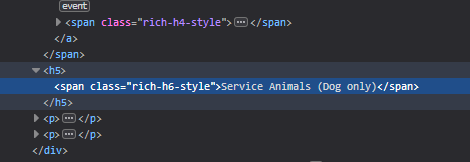 event
<span class="rich-h4-style">…</span>
</a>
</span>
<h5>
<span class="rich-h6-style">Service Animals (Dog only)</span>
</h5>
<p>…</p>
<p>…</p>
</div>